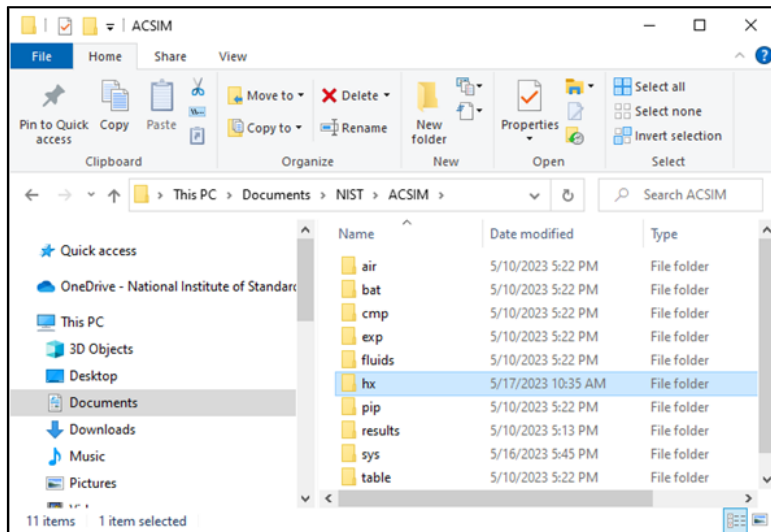 ACSIM
File Home Share View
Pin to Quick access
Copy
Paste
Move to
Copy to
Delete
Rename
New folder
Properties
Select all
Select none
Invert selection
Clipboard Organize New Open Select
This PC > Documents > NIST > ACSIM >
Search ACSIM
Quick access
OneDrive - National Institute of Standar
This PC
3D Objects
Desktop
Documents
Downloads
Music
Pictures
Name Date modified Type
air 5/10/2023 5:22 PM File folder
bat 5/10/2023 5:22 PM File folder
cmp 5/10/2023 5:22 PM File folder
exp 5/10/2023 5:22 PM File folder
fluids 5/10/2023 5:22 PM File folder
hx 5/17/2023 10:35 AM File folder
pip 5/10/2023 5:22 PM File folder
results 5/10/2023 5:13 PM File folder
sys 5/16/2023 5:45 PM File folder
table 5/10/2023 5:22 PM File folder
11 items 1 item selected